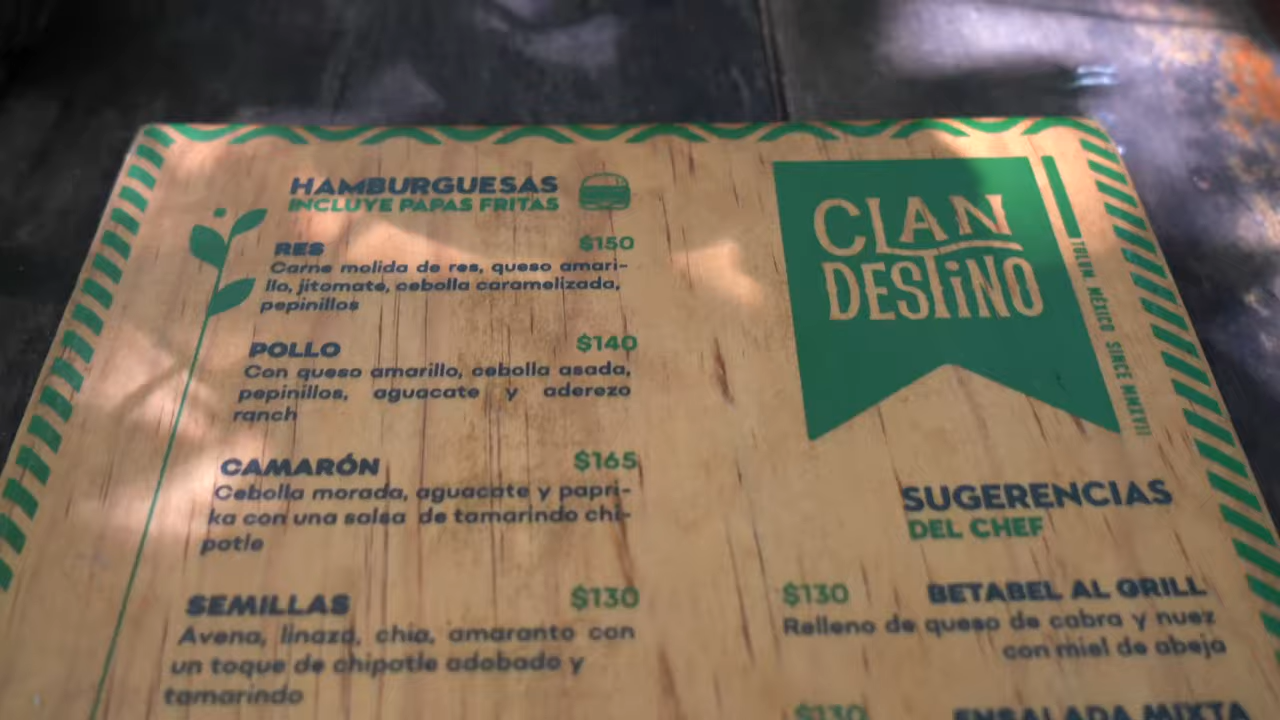 HAMBURGUESAS
INCLUYE PAPAS FRITAS
RES $150
Carne molida de res, queso amari-
llo, jitomate, cebolla caramelizada,
pepinillos
POLLO $140
Con queso amarillo, cebolla asada,
pepinillos, aguacate y aderezo
ranch
CAMARÓN $165
Cebolla morada, aguacate y papri-
ka con una salsa de tamarindo chi-
potle
SEMILLAS $130
Avena, linaza, chia, amaranto con
un toque de chipotle adobado y
tamarindo
CLAN
DESTINO
TULUM, MÉXICO SINCE MMXVII
SUGERENCIAS
DEL CHEF
$130 BETABEL AL GRILL
Relleno de queso de cabra y nuez
con miel de abeja
$130 ENSALADA MIXTA